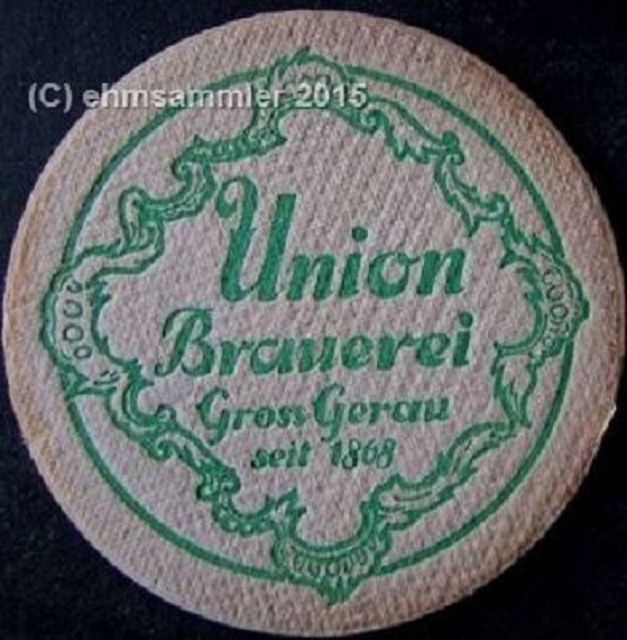 (C) ehmsammler 2015
Union
Brauerei
Gross Gerau
seit 1868